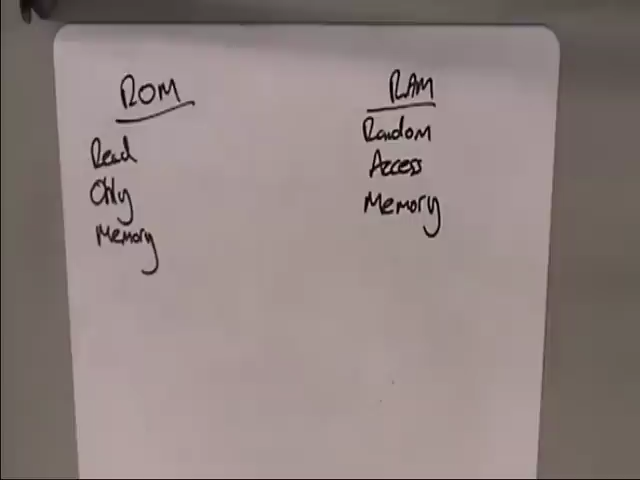 ROM
Read
Only
Memory
RAM
Random
Access
Memory